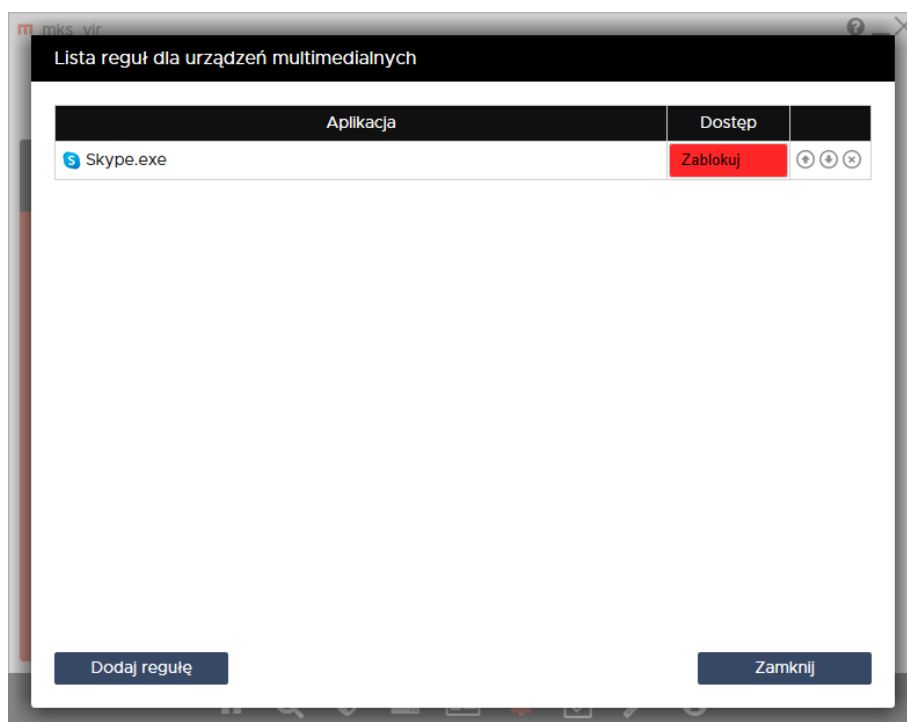 mks_vir
Lista reguł dla urządzeń multimedialnych
Aplikacja Dostęp
Skype.exe Zablokuj
Dodaj regułę Zamknij